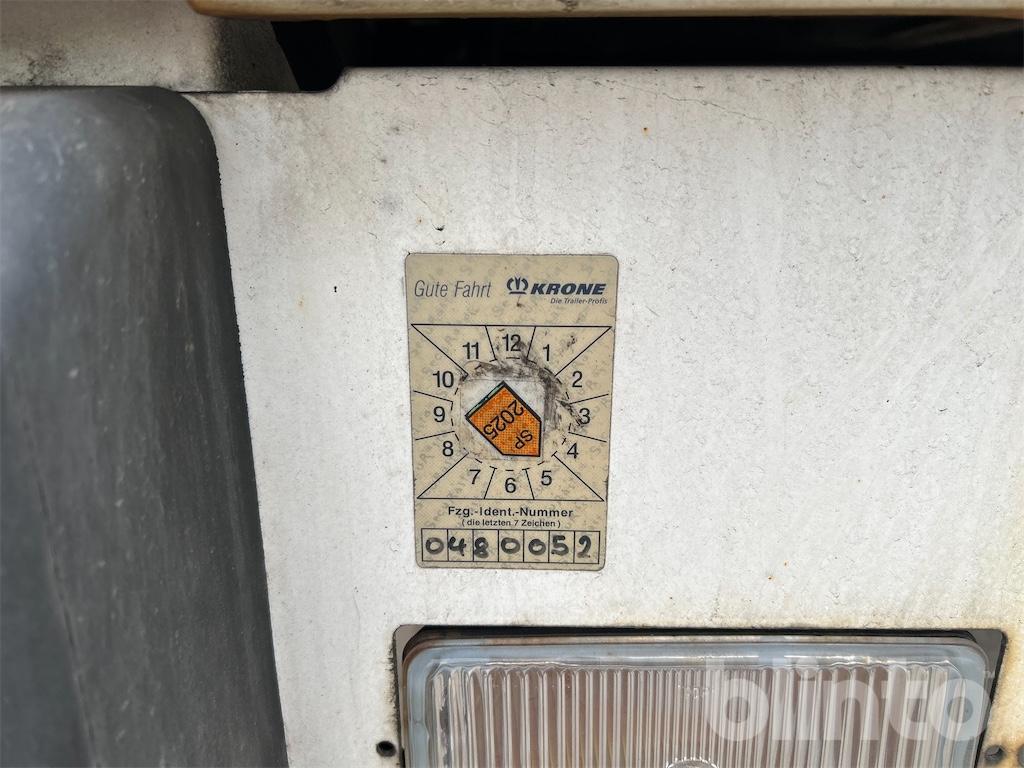 Gute Fahrt KRONE
Die Trailer-Profis
11 12 1
10 2
9 3
8 4
7 6 5
SP
2025
Fzg.-Ident.-Nummer
( die letzten 7 Zeichen )
0480052
blinto